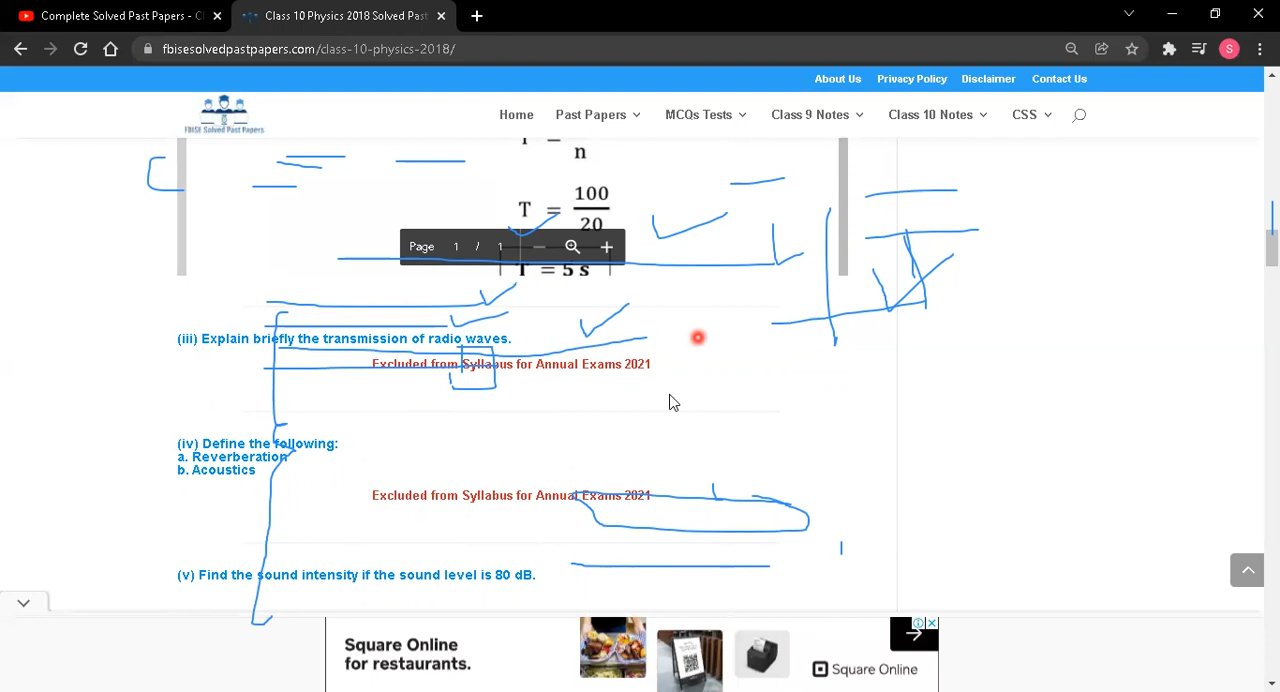 Complete Solved Past Papers - Cl
Class 10 Physics 2018 Solved Past
fbisesolvedpastpapers.com/class-10-physics-2018/
S
About Us Privacy Policy Disclaimer Contact Us
FBISE Solved Past Papers
Home Past Papers MCQs Tests Class 9 Notes Class 10 Notes CSS
n
T = 100
20
Page 1 / 1
T = 5 s
(iii) Explain briefly the transmission of radio waves.
Excluded from Syllabus for Annual Exams 2021
(iv) Define the following:
a. Reverberation
b. Acoustics
Excluded from Syllabus for Annual Exams 2021
(v) Find the sound intensity if the sound level is 80 dB.
Square Online
for restaurants.
Square Online